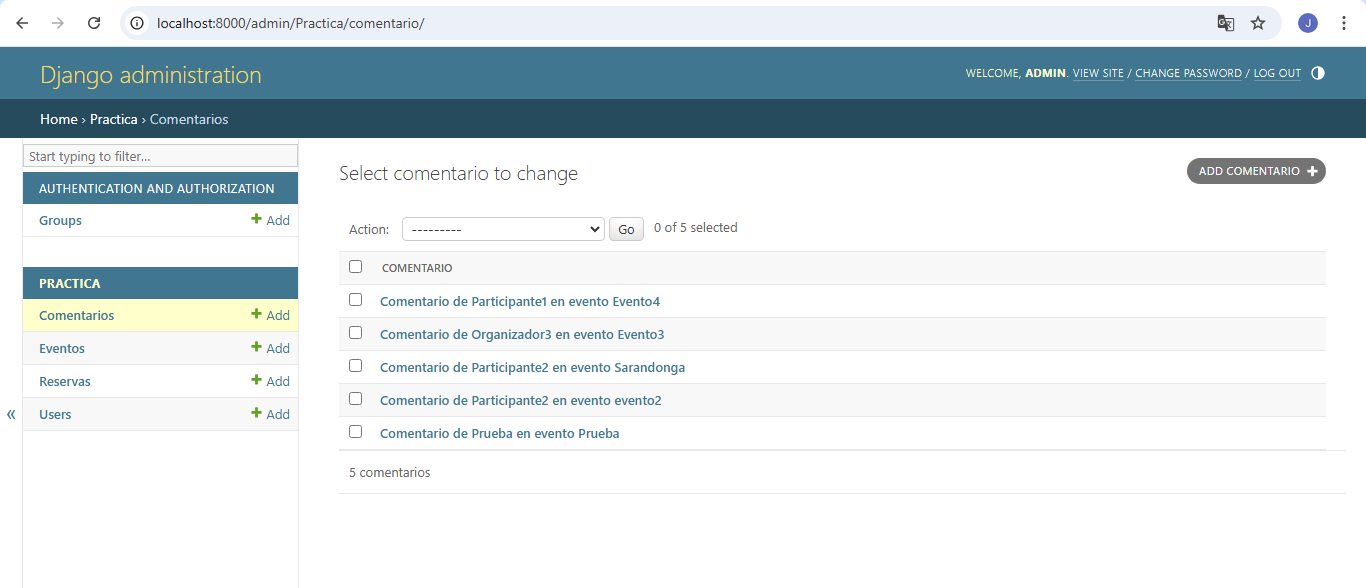 localhost:8000/admin/Practica/comentario/
J
Django administration
WELCOME, ADMIN. VIEW SITE / CHANGE PASSWORD / LOG OUT
Home › Practica › Comentarios
Start typing to filter...
AUTHENTICATION AND AUTHORIZATION
Groups + Add
PRACTICA
Comentarios + Add
Eventos + Add
Reservas + Add
Users + Add
«
Select comentario to change
ADD COMENTARIO +
Action: --------- Go 0 of 5 selected
COMENTARIO
Comentario de Participante1 en evento Evento4
Comentario de Organizador3 en evento Evento3
Comentario de Participante2 en evento Sarandonga
Comentario de Participante2 en evento evento2
Comentario de Prueba en evento Prueba
5 comentarios